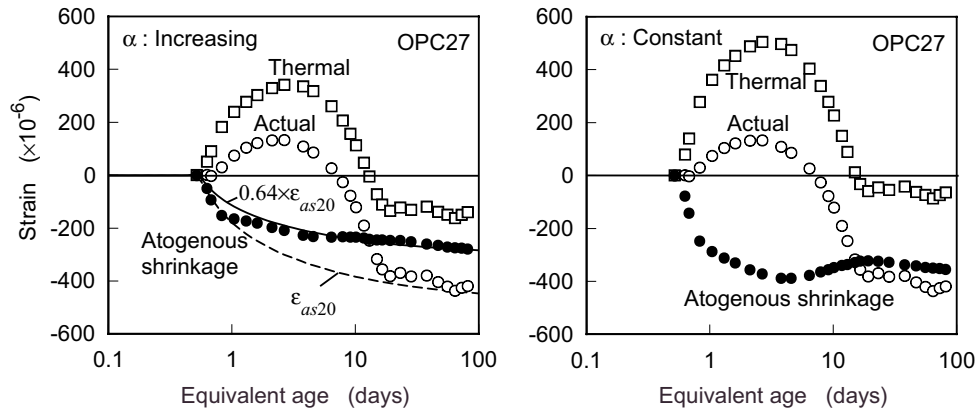 600
400
200
0
-200
-400
-600
Strain (×10-6)
α : Increasing
OPC27
Thermal
Actual
0.64×εas20
Atogenous
shrinkage
εas20
0.1
1
10
100
Equivalent age (days)
600
400
200
0
-200
-400
-600
α : Constant
OPC27
Thermal
Actual
Atogenous shrinkage
0.1
1
10
100
Equivalent age (days)